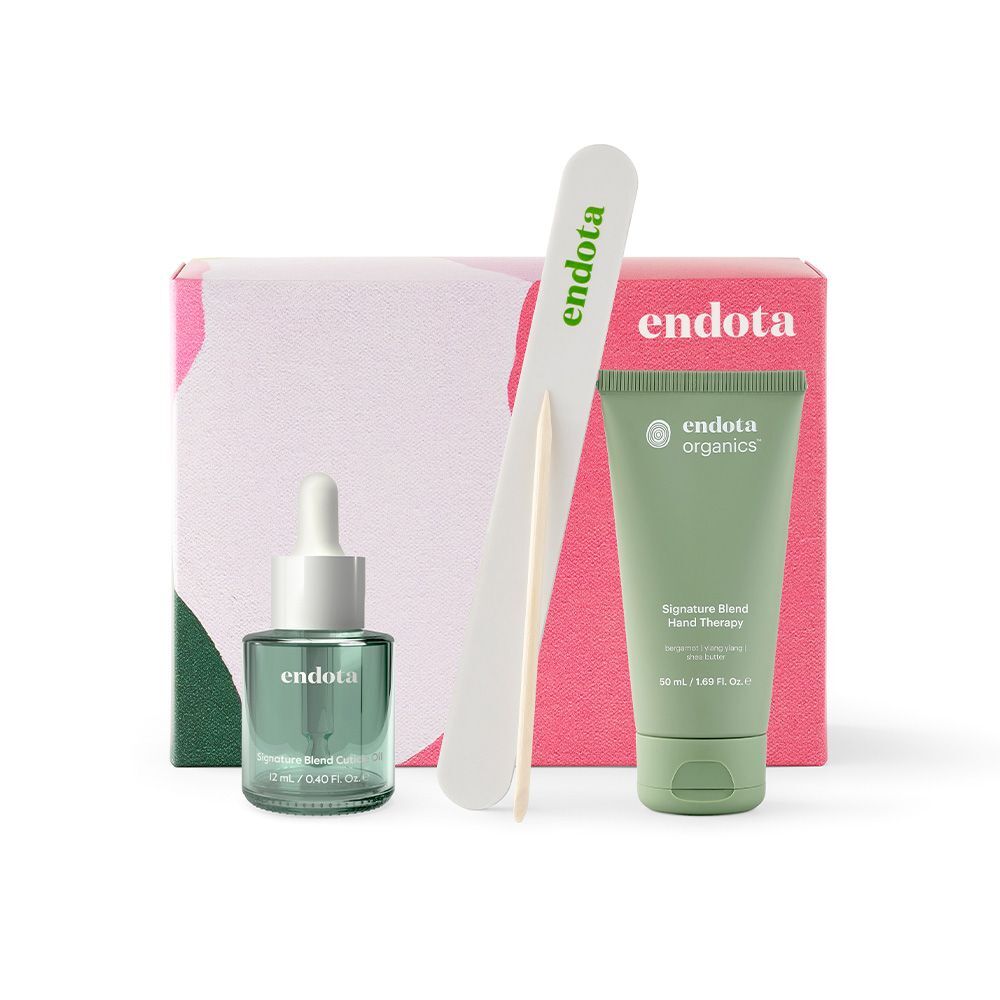 endota
endota
endota
organics™
Signature Blend
Hand Therapy
bergamot | ylang ylang |
shea butter
50 mL / 1.69 Fl. Oz. ℮
endota
Signature Blend Cuticle Oil
12 mL / 0.40 Fl. Oz. ℮